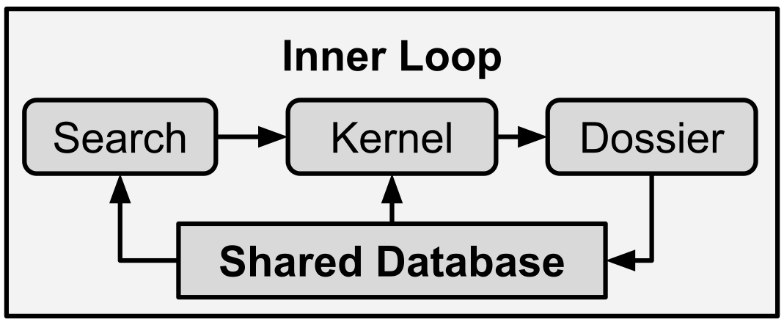 Inner Loop
Search
Kernel
Dossier
Shared Database